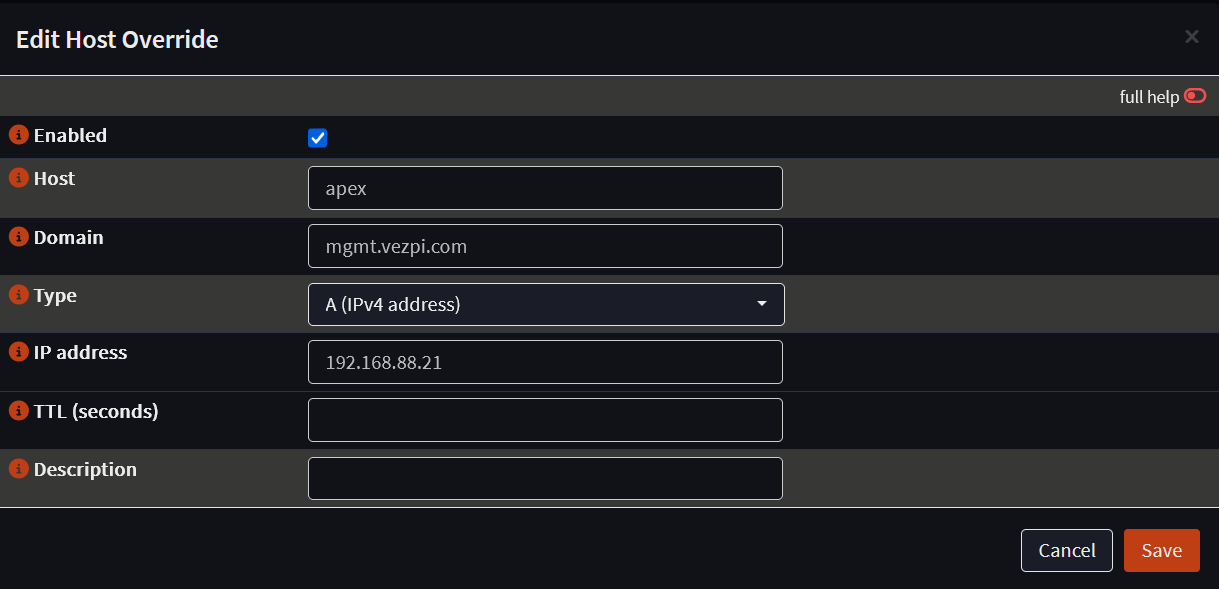 Edit Host Override
×
full help
Enabled
Host
apex
Domain
mgmt.vezpi.com
Type
A (IPv4 address)
IP address
192.168.88.21
TTL (seconds)
Description
Cancel
Save